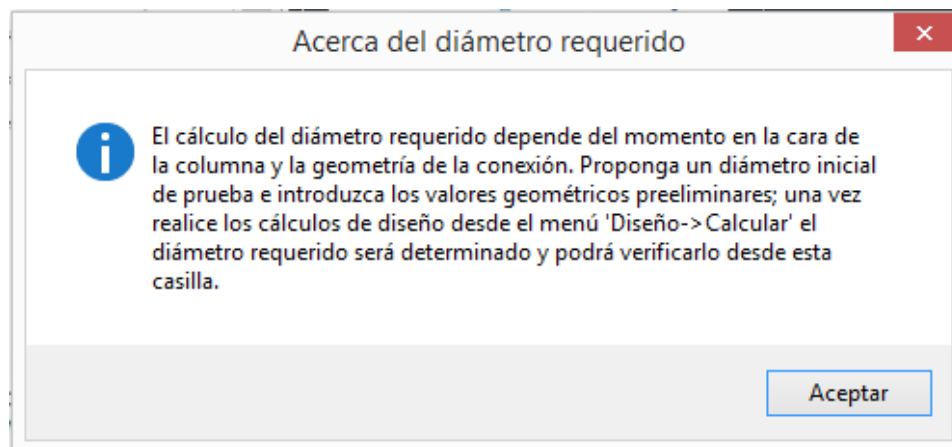 Acerca del diámetro requerido
El cálculo del diámetro requerido depende del momento en la cara de
la columna y la geometría de la conexión. Proponga un diámetro inicial
de prueba e introduzca los valores geométricos preeliminares; una vez
realice los cálculos de diseño desde el menú 'Diseño->Calcular' el
diámetro requerido será determinado y podrá verificarlo desde esta
casilla.
Aceptar